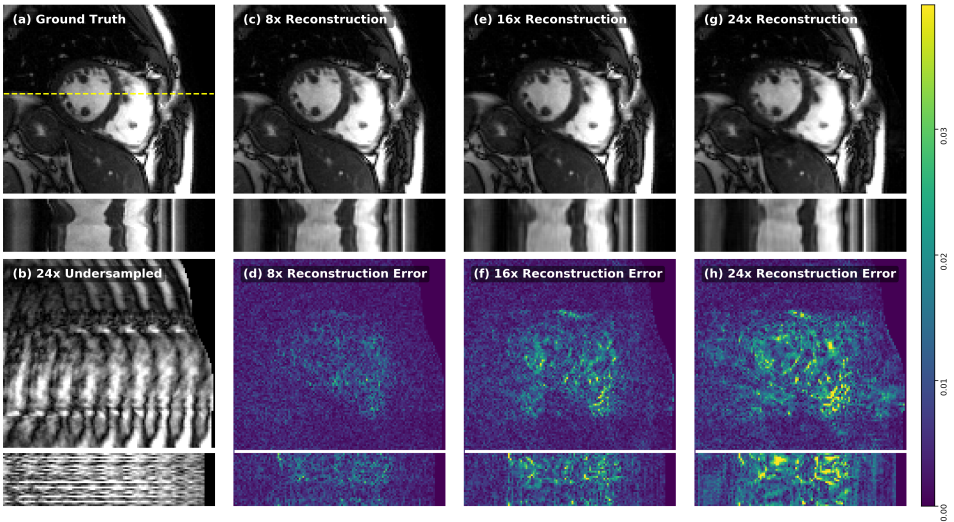 (a) Ground Truth
(c) 8x Reconstruction
(e) 16x Reconstruction
(g) 24x Reconstruction
(b) 24x Undersampled
(d) 8x Reconstruction Error
(f) 16x Reconstruction Error
(h) 24x Reconstruction Error
0.03
0.02
0.01
0.00